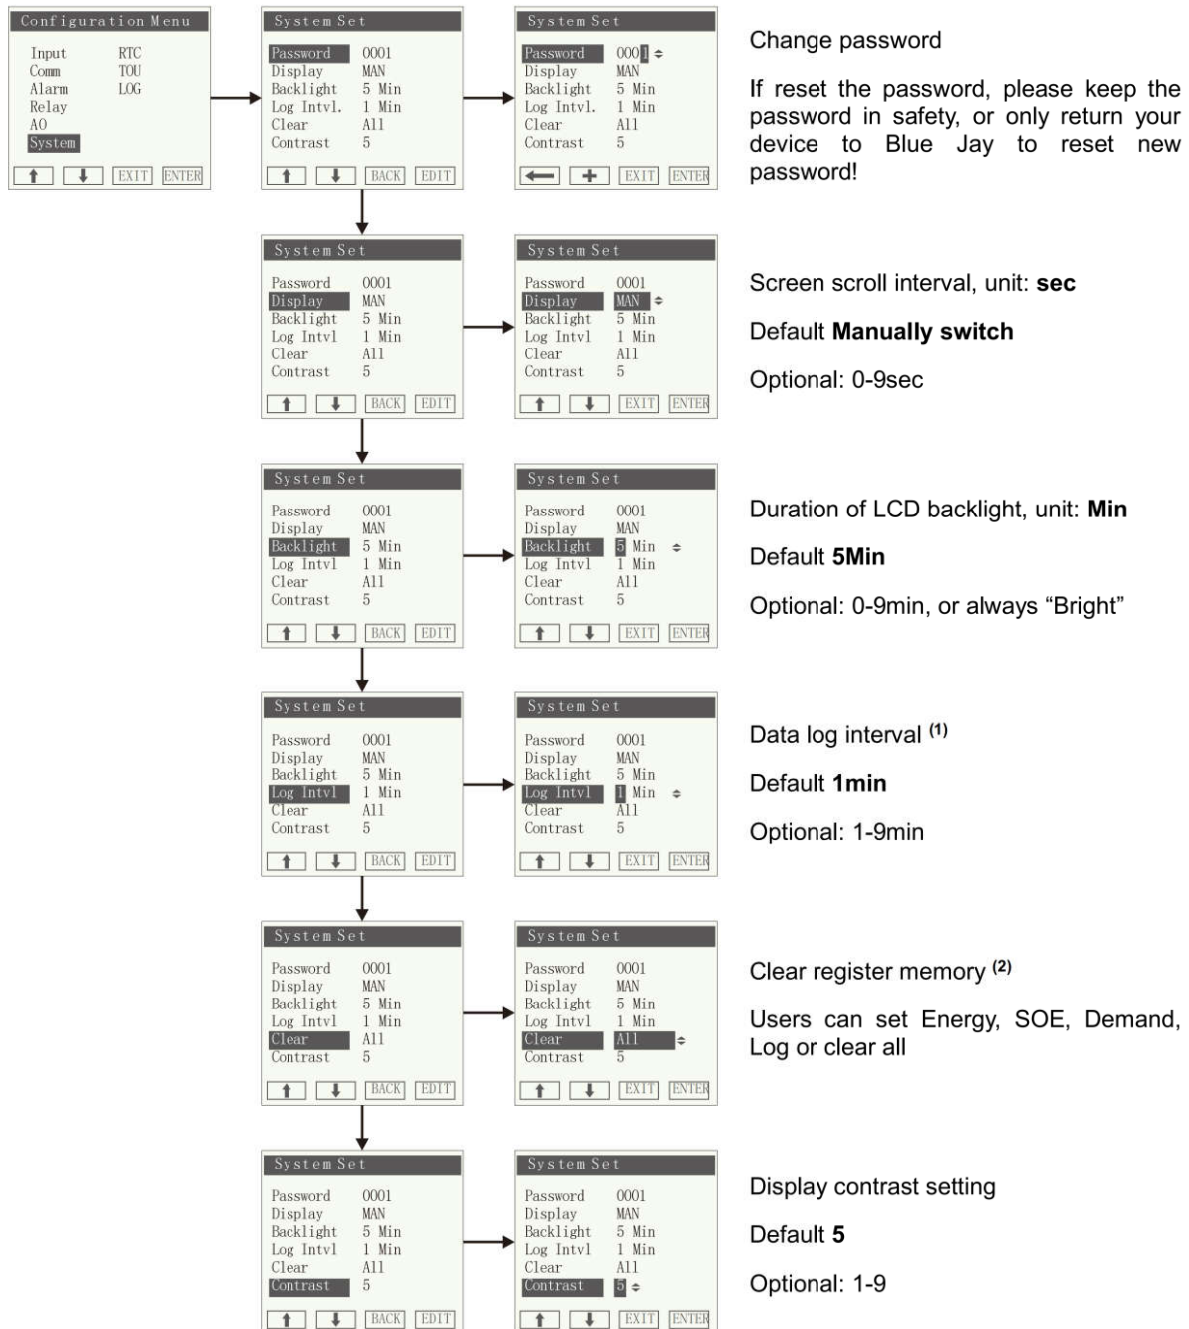 Configuration Menu
Input RTC
Comm TOU
Alarm LOG
Relay
AO
System
EXIT ENTER
System Set
Password 0001
Display MAN
Backlight 5 Min
Log Intvl. 1 Min
Clear All
Contrast 5
BACK EDIT
System Set
Password 0001
Display MAN
Backlight 5 Min
Log Intvl. 1 Min
Clear All
Contrast 5
EXIT ENTER
Change password
If reset the password, please keep the
password in safety, or only return your
device to Blue Jay to reset new
password!
System Set
Password 0001
Display MAN
Backlight 5 Min
Log Intvl 1 Min
Clear All
Contrast 5
BACK EDIT
System Set
Password 0001
Display MAN
Backlight 5 Min
Log Intvl 1 Min
Clear All
Contrast 5
EXIT ENTER
Screen scroll interval, unit: sec
Default Manually switch
Optional: 0-9sec
System Set
Password 0001
Display MAN
Backlight 5 Min
Log Intvl 1 Min
Clear All
Contrast 5
BACK EDIT
System Set
Password 0001
Display MAN
Backlight 5 Min
Log Intvl 1 Min
Clear All
Contrast 5
EXIT ENTER
Duration of LCD backlight, unit: Min
Default 5Min
Optional: 0-9min, or always “Bright”
System Set
Password 0001
Display MAN
Backlight 5 Min
Log Intvl 1 Min
Clear All
Contrast 5
BACK EDIT
System Set
Password 0001
Display MAN
Backlight 5 Min
Log Intvl 1 Min
Clear All
Contrast 5
EXIT ENTER
Data log interval (1)
Default 1min
Optional: 1-9min
System Set
Password 0001
Display MAN
Backlight 5 Min
Log Intvl 1 Min
Clear All
Contrast 5
BACK EDIT
System Set
Password 0001
Display MAN
Backlight 5 Min
Log Intvl 1 Min
Clear All
Contrast 5
EXIT ENTER
Clear register memory (2)
Users can set Energy, SOE, Demand,
Log or clear all
System Set
Password 0001
Display MAN
Backlight 5 Min
Log Intvl 1 Min
Clear All
Contrast 5
BACK EDIT
System Set
Password 0001
Display MAN
Backlight 5 Min
Log Intvl 1 Min
Clear All
Contrast 5
EXIT ENTER
Display contrast setting
Default 5
Optional: 1-9